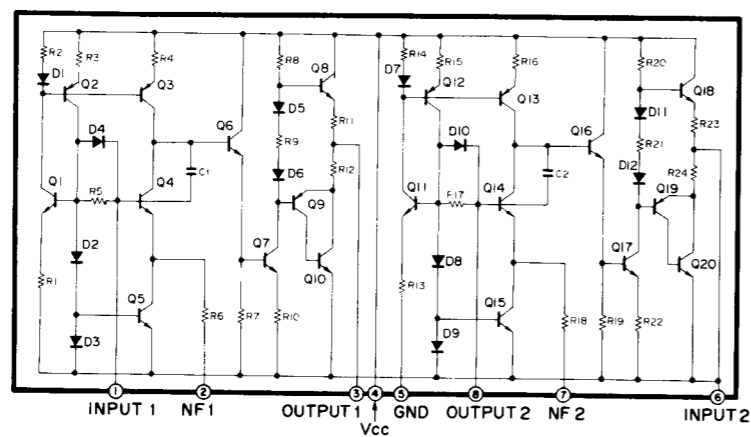 R2 R3 R4 R8 Q8 R14 R15 R16 R20 Q18
D1 Q2 Q3 D7 Q12 Q13
D5 R11 D11 R23
D4 Q6 R9 D10 Q16 R21
C1 D6 R12 C2 D12 R24
Q1 R5 Q4 Q9 Q11 R17 Q14 Q19
D2 Q7 Q10 D8 Q17 Q20
R1 R13
Q5 R6 R7 R10 Q15 R18 R19 R22
D3 D9
1 2 3 4 5 8 7 6
INPUT 1 NF1 OUTPUT 1 GND OUTPUT 2 NF 2 INPUT 2
Vcc